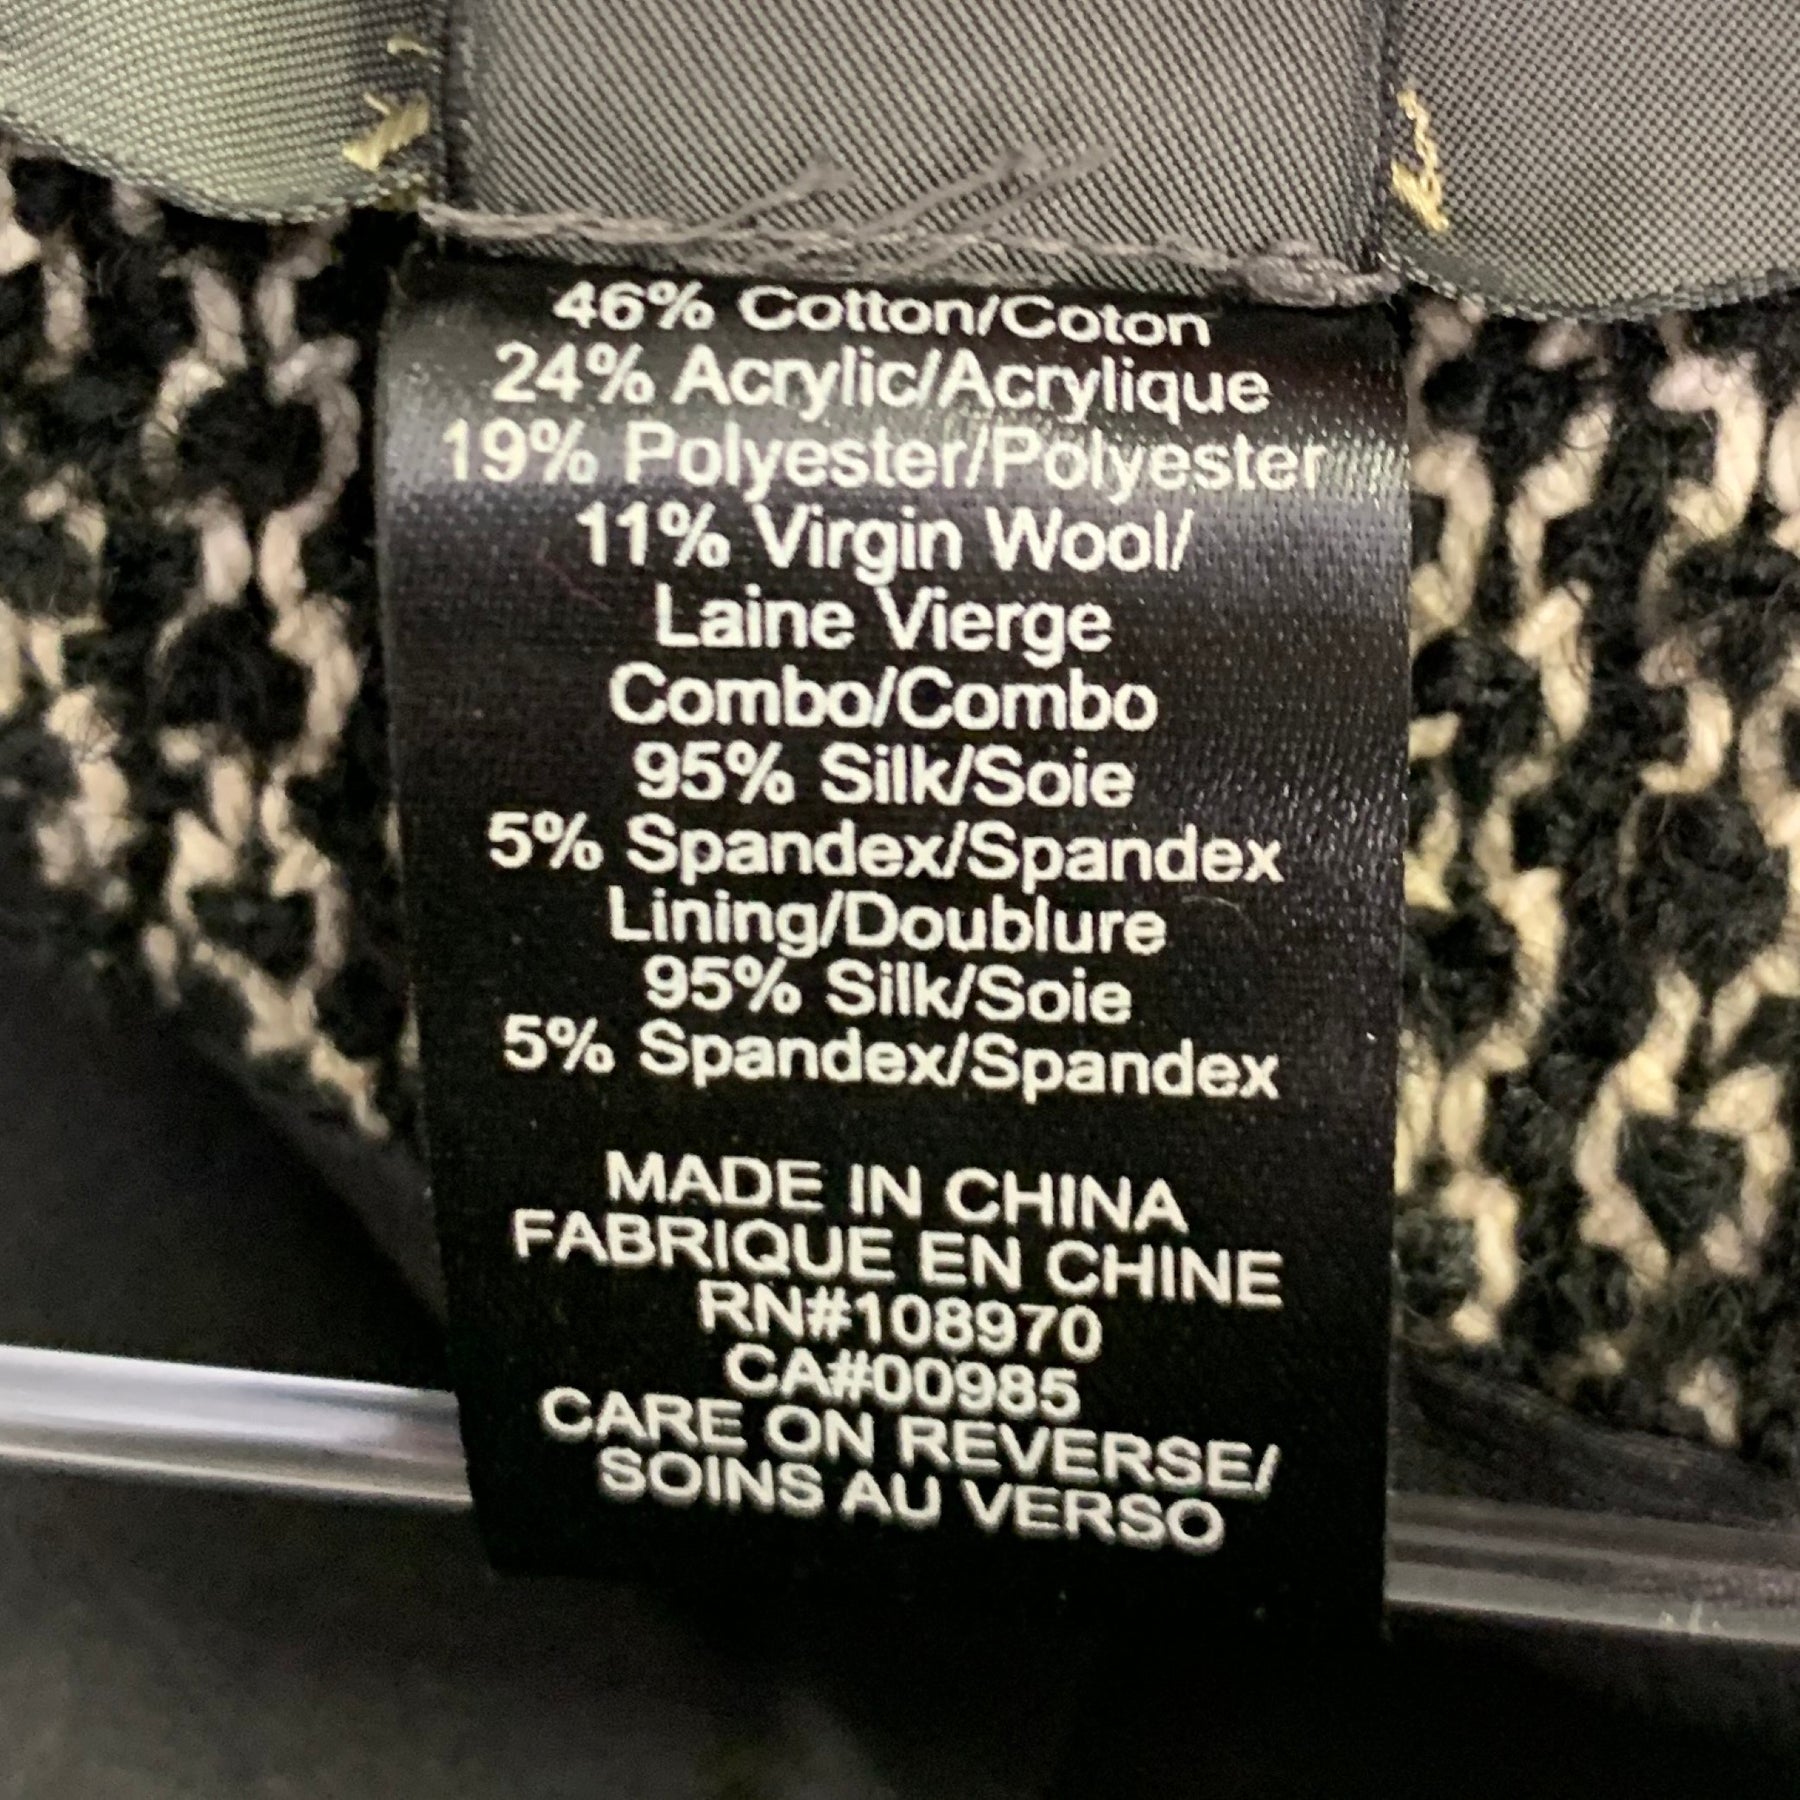 46% Cotton/Coton
24% Acrylic/Acrylique
19% Polyester/Polyester
11% Virgin Wool/
Laine Vierge
Combo/Combo
95% Silk/Soie
5% Spandex/Spandex
Lining/Doublure
95% Silk/Soie
5% Spandex/Spandex
MADE IN CHINA
FABRIQUE EN CHINE
RN#108970
CA#00985
CARE ON REVERSE/
SOINS AU VERSO